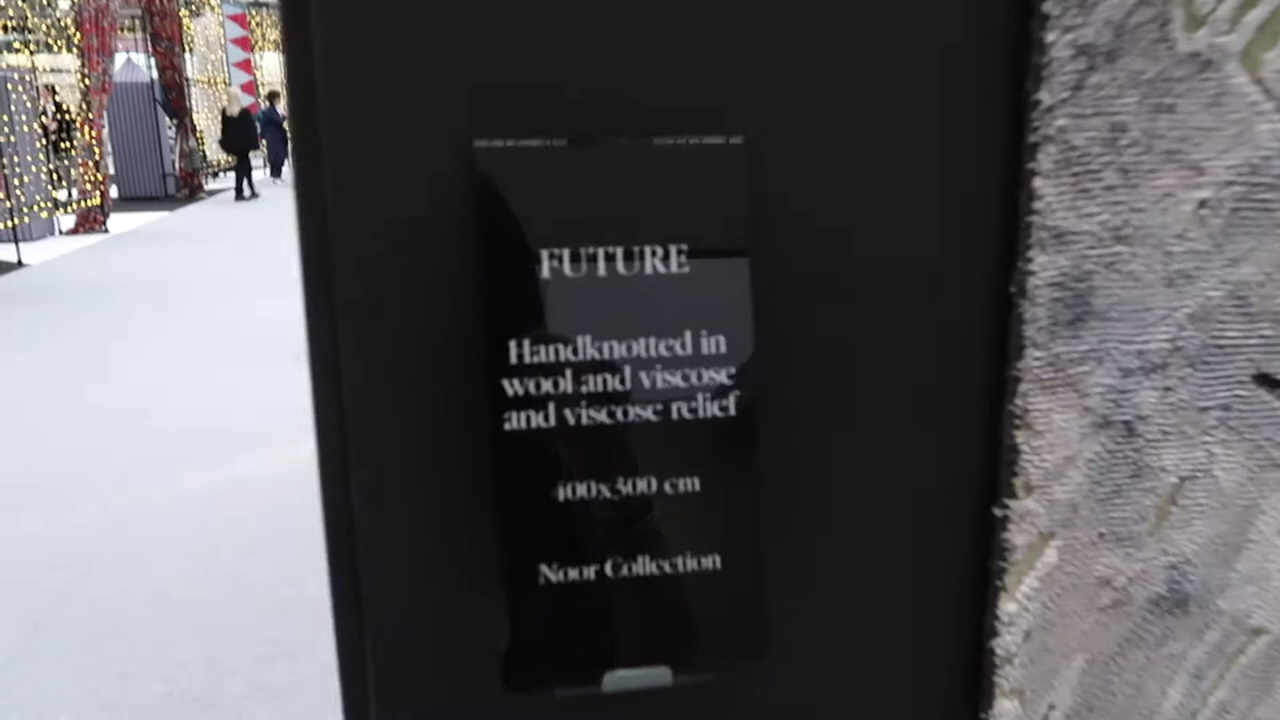 FUTURE
Handknotted in
wool and viscose
and viscose relief
400x300 cm
Noor Collection